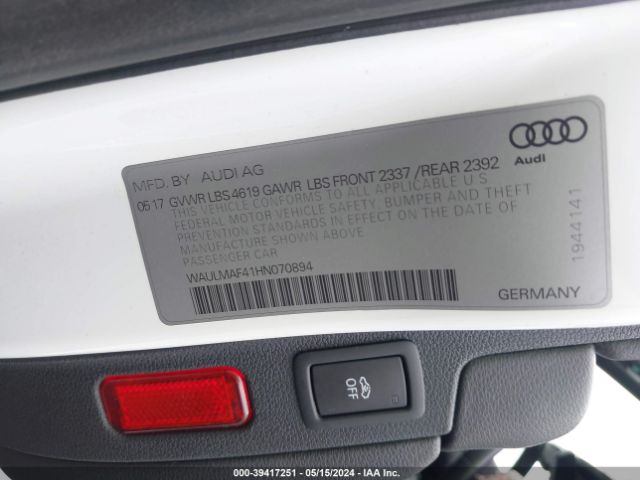 Audi
MFD. BY AUDI AG
05 17 GVWR LBS 4619 GAWR LBS FRONT 2337 /REAR 2392
THIS VEHICLE CONFORMS TO ALL APPLICABLE U.S.
FEDERAL MOTOR VEHICLE SAFETY, BUMPER AND THEFT
PREVENTION STANDARDS IN EFFECT ON THE DATE OF
MANUFACTURE SHOWN ABOVE.
PASSENGER CAR
WAULMAF41HN070894
19444141
GERMANY
OFF
000-39417251 - 05/15/2024 - IAA Inc.